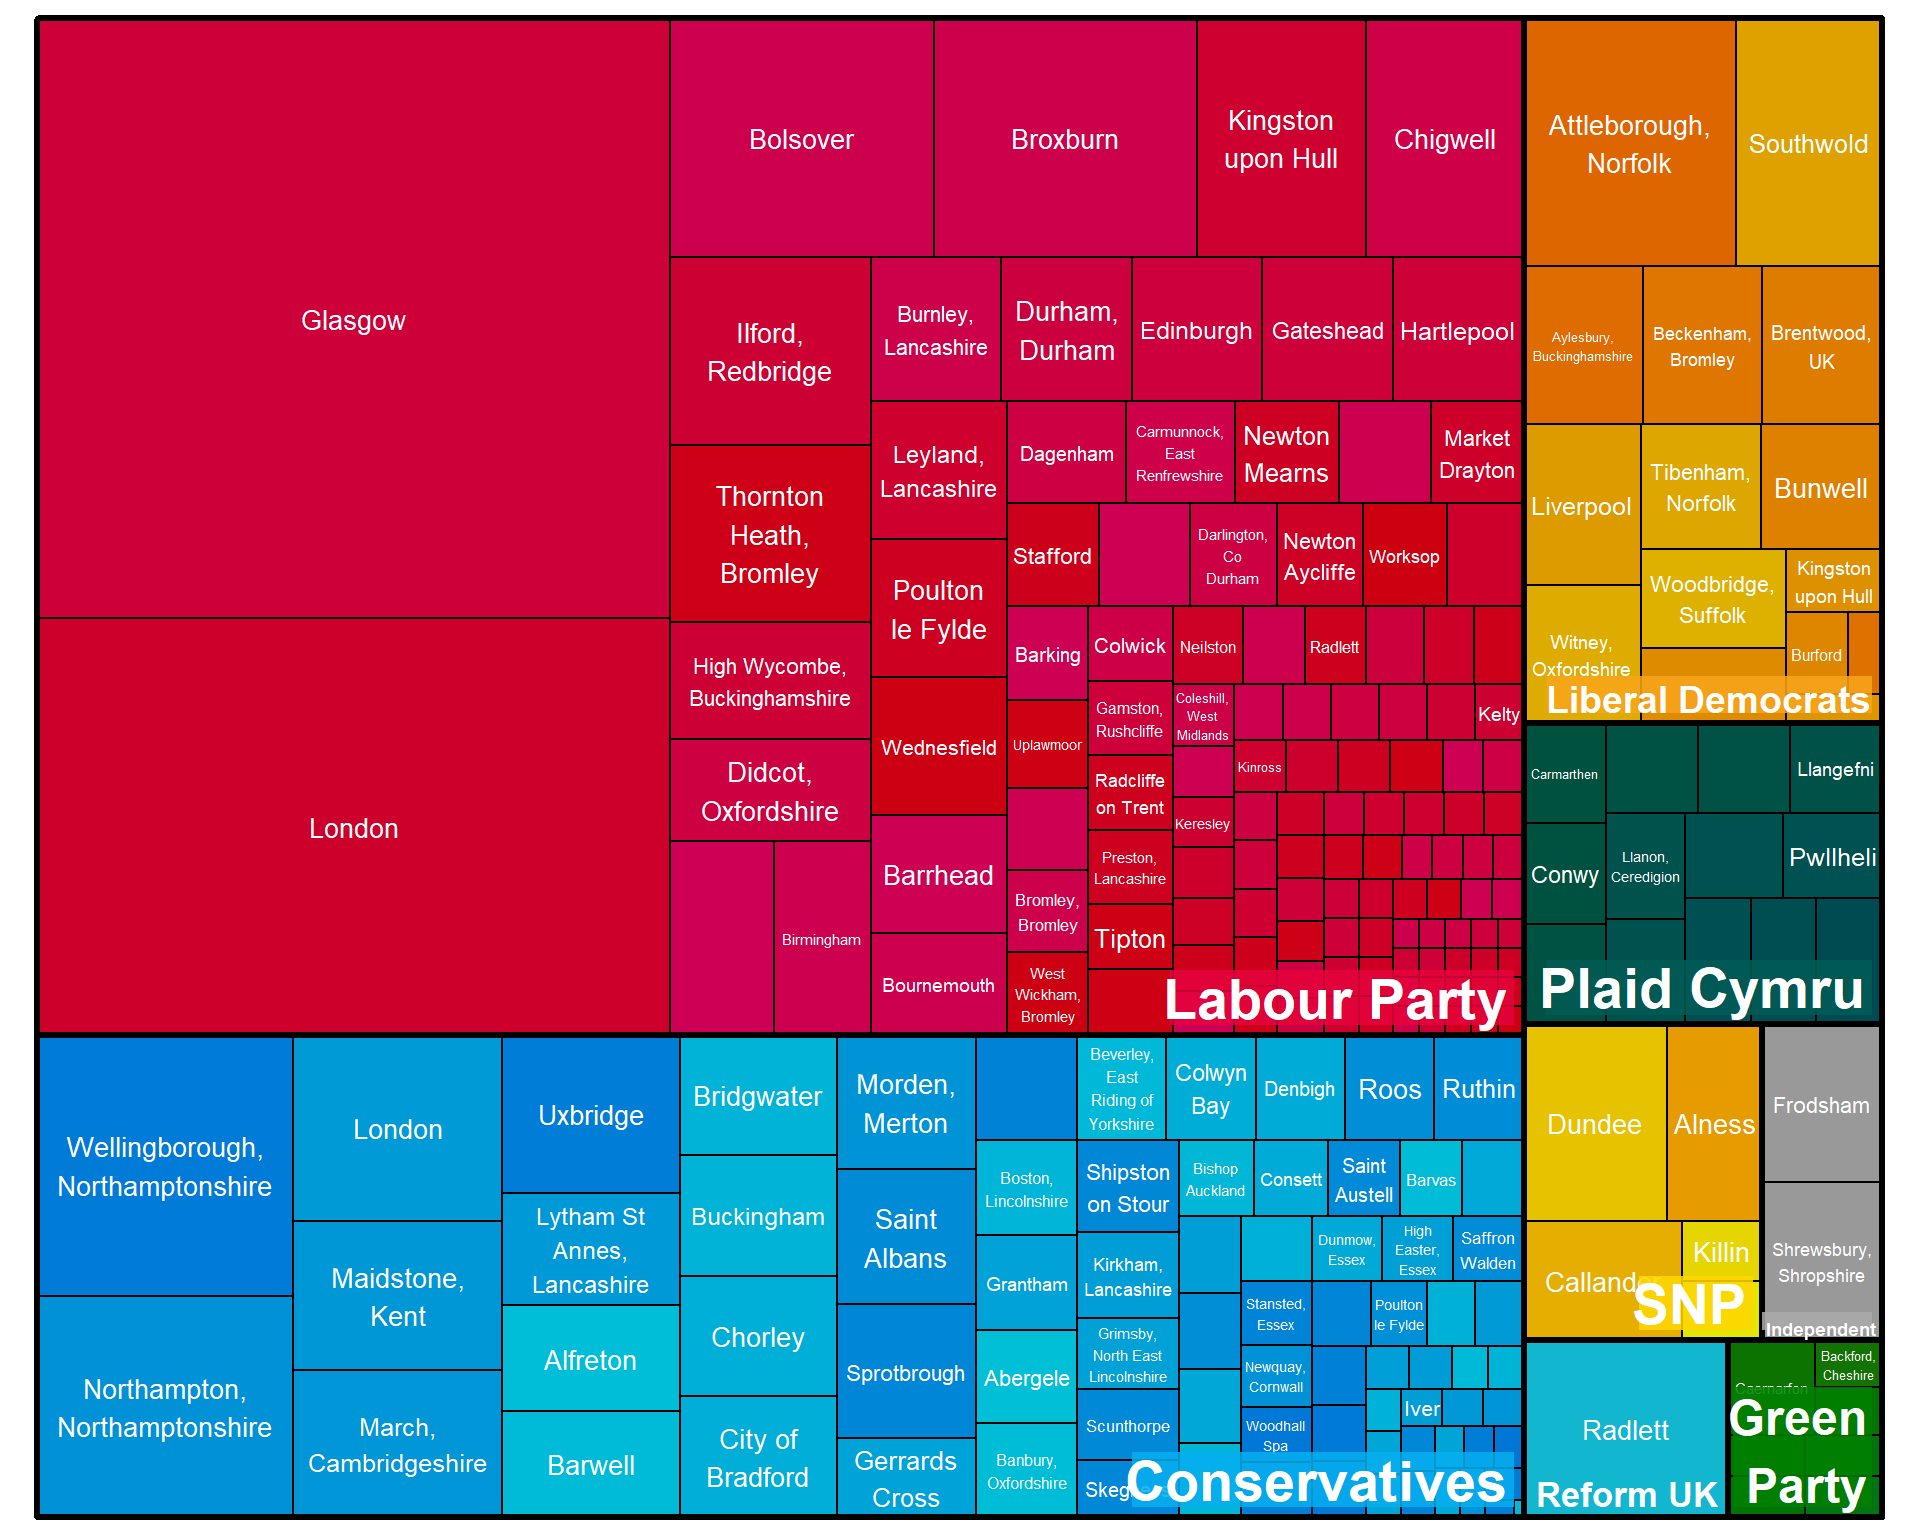 Glasgow
London
Bolsover
Broxburn
Kingston
upon Hull
Chigwell
Ilford,
Redbridge
Burnley,
Lancashire
Durham,
Durham
Edinburgh
Gateshead
Hartlepool
Thornton
Heath,
Bromley
Leyland,
Lancashire
Dagenham
Carmunnock,
East
Renfrewshire
Newton
Mearns
Market
Drayton
Poulton
le Fylde
Stafford
Darlington,
Co
Durham
Newton
Aycliffe
Worksop
High Wycombe,
Buckinghamshire
Didcot,
Oxfordshire
Birmingham
Wednesfield
Barrhead
Bournemouth
Barking
Uplawmoor
Bromley,
Bromley
West
Wickham,
Bromley
Colwick
Gamston,
Rushcliffe
Radcliffe
on Trent
Preston,
Lancashire
Tipton
Neilston
Radlett
Coleshill,
West
Midlands
Kelty
Kinross
Keresley
Labour Party
Attleborough,
Norfolk
Southwold
Aylesbury,
Buckinghamshire
Beckenham,
Bromley
Brentwood,
UK
Liverpool
Tibenham,
Norfolk
Bunwell
Woodbridge,
Suffolk
Kingston
upon Hull
Witney,
Oxfordshire
Burford
Liberal Democrats
Carmarthen
Llangefni
Conwy
Llanon,
Ceredigion
Pwllheli
Plaid Cymru
Wellingborough,
Northamptonshire
Northampton,
Northamptonshire
London
Maidstone,
Kent
March,
Cambridgeshire
Uxbridge
Lytham St
Annes,
Lancashire
Alfreton
Barwell
Bridgwater
Buckingham
Chorley
City of
Bradford
Morden,
Merton
Saint
Albans
Sprotbrough
Gerrards
Cross
Boston,
Lincolnshire
Grantham
Abergele
Banbury,
Oxfordshire
Beverley,
East
Riding of
Yorkshire
Colwyn
Bay
Denbigh
Roos
Ruthin
Shipston
on Stour
Bishop
Auckland
Consett
Saint
Austell
Barvas
Kirkham,
Lancashire
Dunmow,
Essex
High
Easter,
Essex
Saffron
Walden
Grimsby,
North East
Lincolnshire
Stansted,
Essex
Poulton
le Fylde
Newquay,
Cornwall
Iver
Scunthorpe
Woodhall
Spa
Conservatives
Dundee
Alness
Callander
Killin
SNP
Frodsham
Shrewsbury,
Shropshire
Independent
Radlett
Reform UK
Caernarfon
Backford,
Cheshire
Green
Party